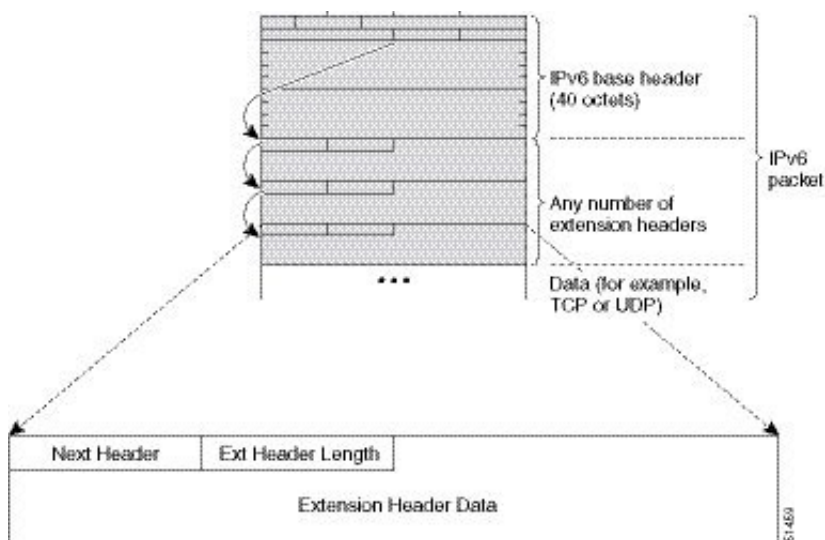 IPv6 base header
(40 octets)
IPv6
packet
Any number of
extension headers
Data (for example,
TCP or UDP)
Next Header
Ext Header Length
Extension Header Data
51459